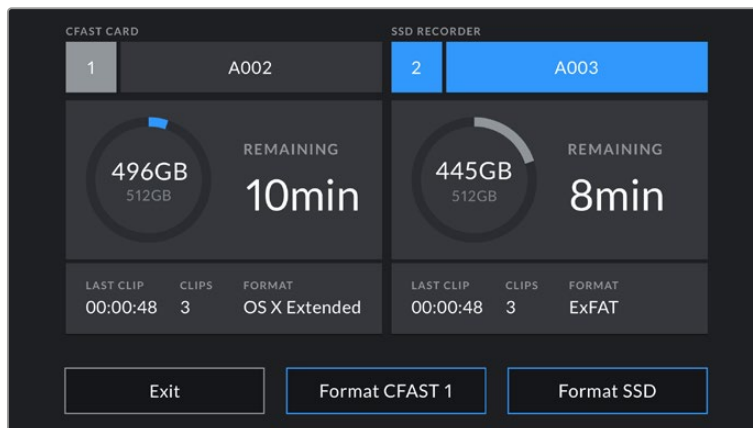 CFAST CARD
1
A002
496GB
512GB
REMAINING
10min
LAST CLIP
00:00:48
CLIPS
3
FORMAT
OS X Extended
SSD RECORDER
2
A003
445GB
512GB
REMAINING
8min
LAST CLIP
00:00:48
CLIPS
3
FORMAT
ExFAT
Exit
Format CFAST 1
Format SSD